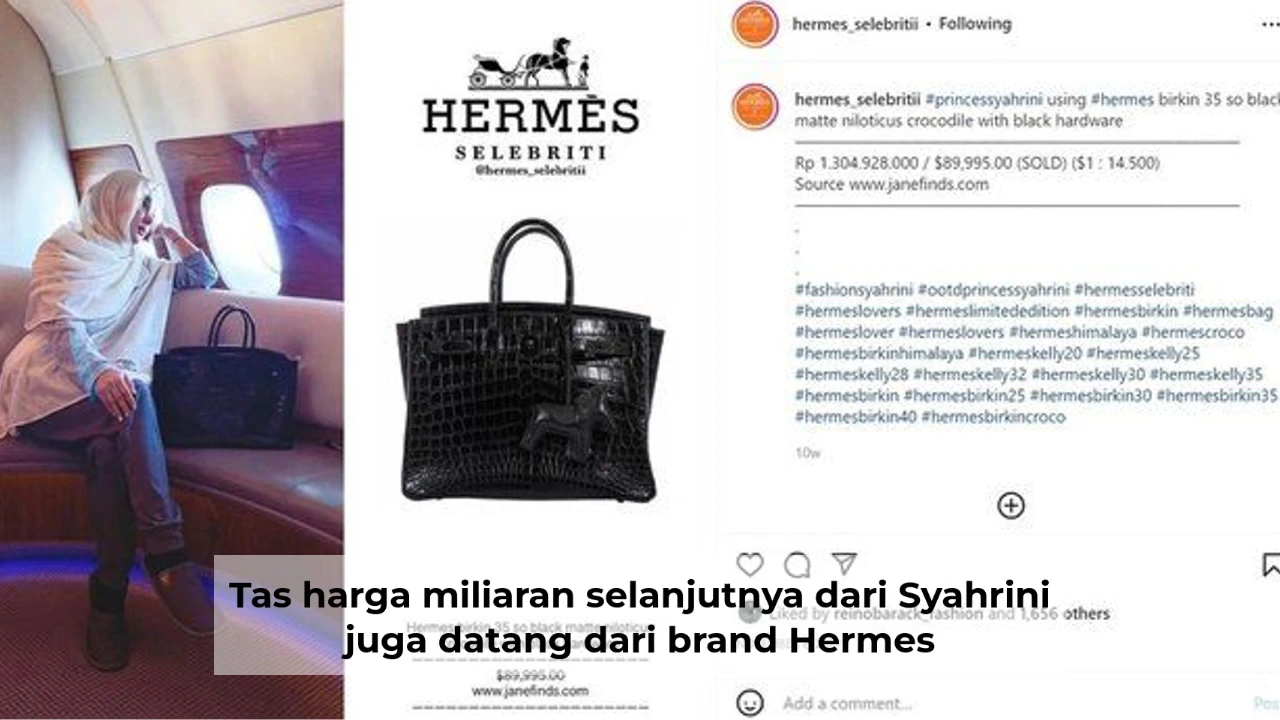 HERMÈS
SELEBRITI
@hermes_selebritii
$89,995.00
www.janefinds.com
hermes_selebritii • Following
hermes_selebritii #princessyahrini using #hermes birkin 35 so black
matte niloticus crocodile with black hardware
Rp 1.304.928.000 / $89,995.00 (SOLD) ($1 : 14.500)
Source www.janefinds.com
.
.
.
#fashionsyahrini #ootdprincessyahrini #hermesselebriti
#hermeslovers #hermeslimitededition #hermesbirkin #hermesbag
#hermeslover #hermeslovers #hermeshimalaya #hermescroco
#hermesbirkinhimalaya #hermeskelly20 #hermeskelly25
#hermeskelly28 #hermeskelly32 #hermeskelly30 #hermeskelly35
#hermesbirkin #hermesbirkin25 #hermesbirkin30 #hermesbirkin35
#hermesbirkin40 #hermesbirkincroco
10w
Liked by reinobarack_fashion and 1,656 others
Add a comment...
Tas harga miliaran selanjutnya dari Syahrini
juga datang dari brand Hermes